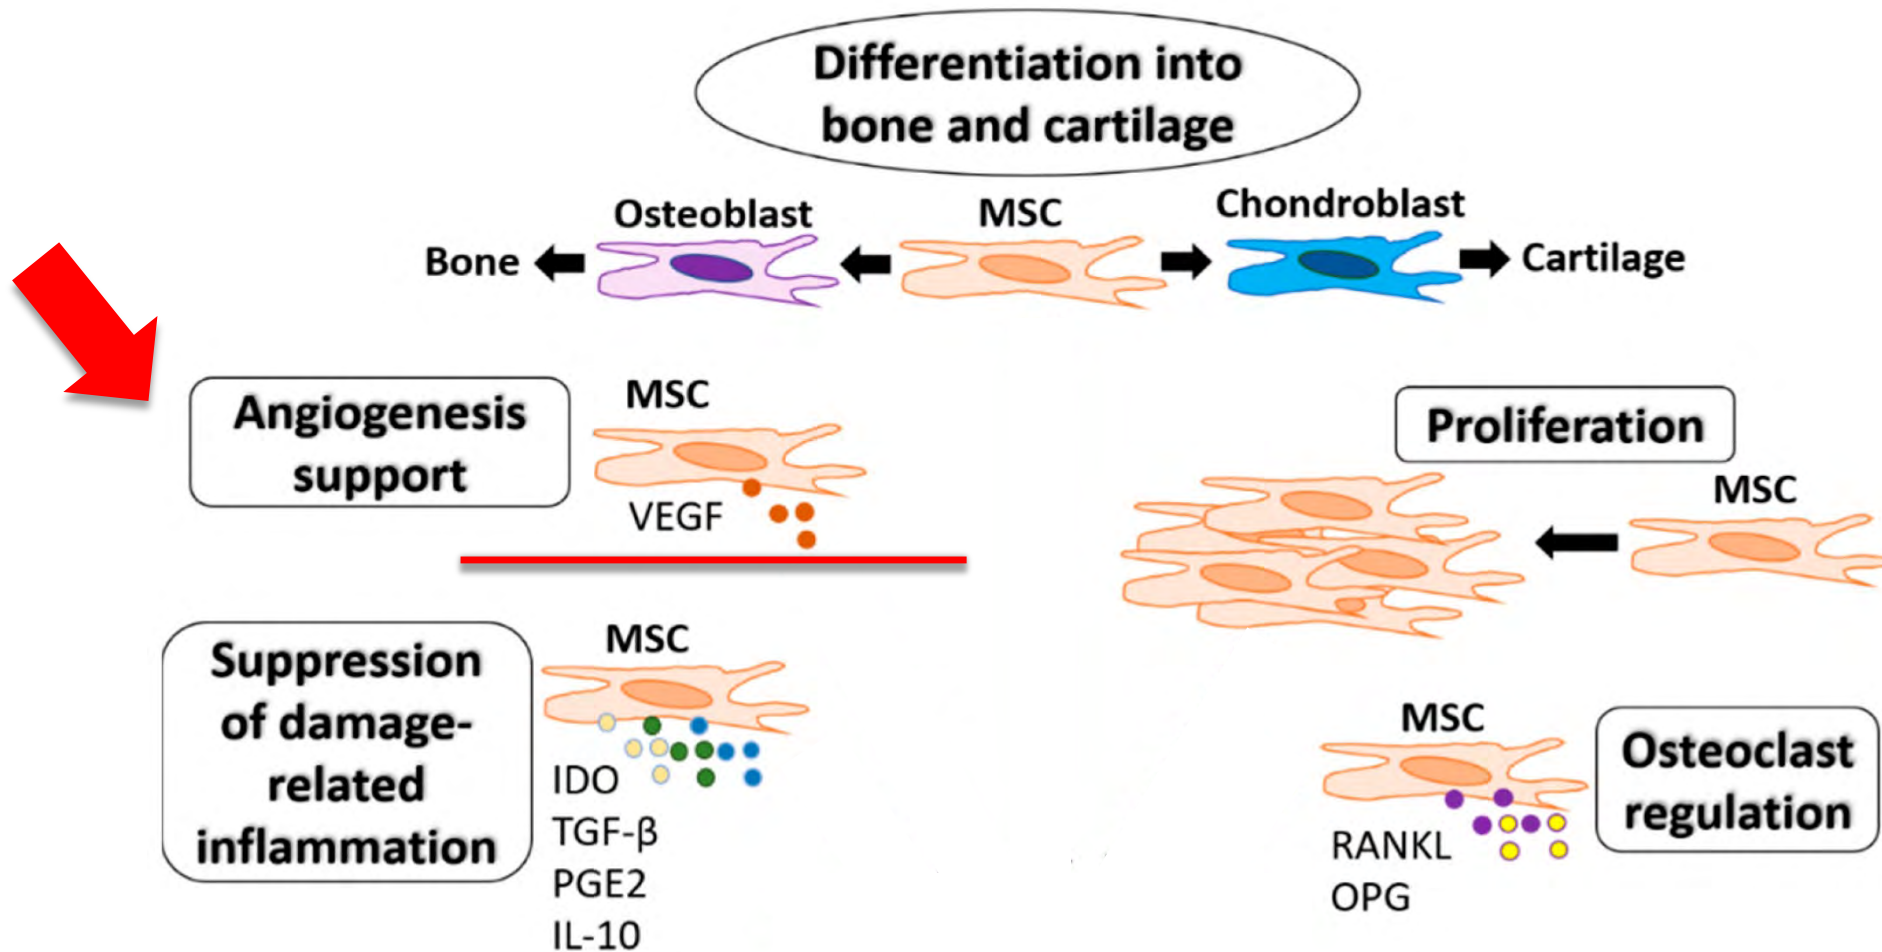 Differentiation into
bone and cartilage
Osteoblast
MSC
Chondroblast
Bone
Cartilage
Angiogenesis
support
MSC
VEGF
Proliferation
MSC
Suppression
of damage-
related
inflammation
MSC
IDO
TGF-β
PGE2
IL-10
MSC
RANKL
OPG
Osteoclast
regulation